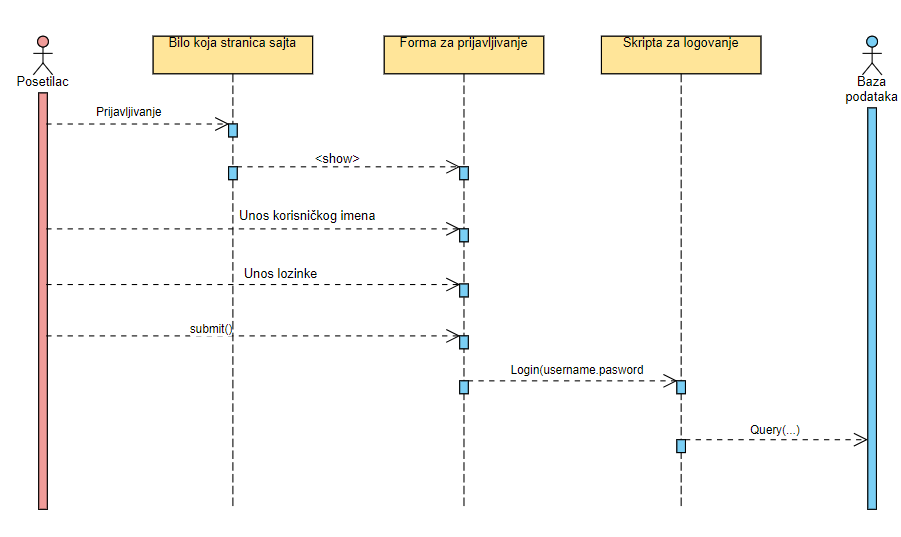 Bilo koja stranica sajta
Forma za prijavljivanje
Skripta za logovanje
Posetilac
Baza
podataka
Prijavljivanje
<show>
Unos korisničkog imena
Unos lozinke
submit()
Login(username.pasword
Query(...)